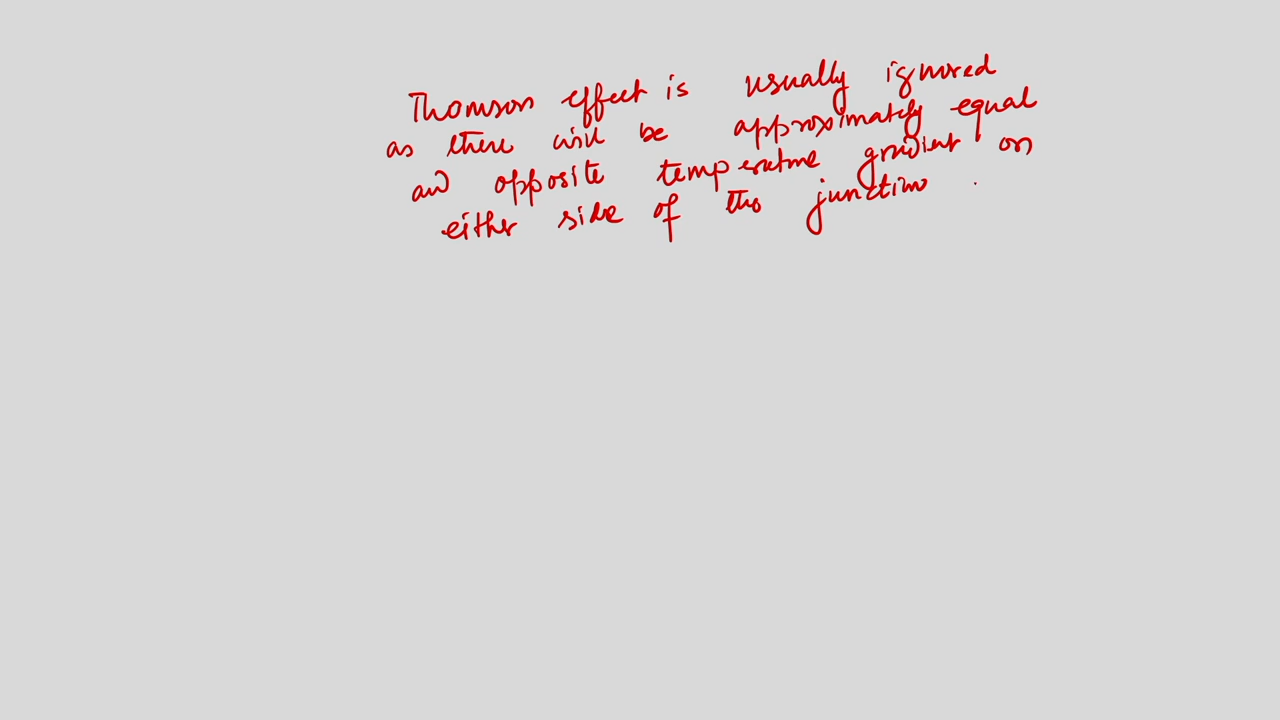 Thomson effect is usually ignored
as there will be approximately equal
and opposite temperature gradient on
either side of the junction.